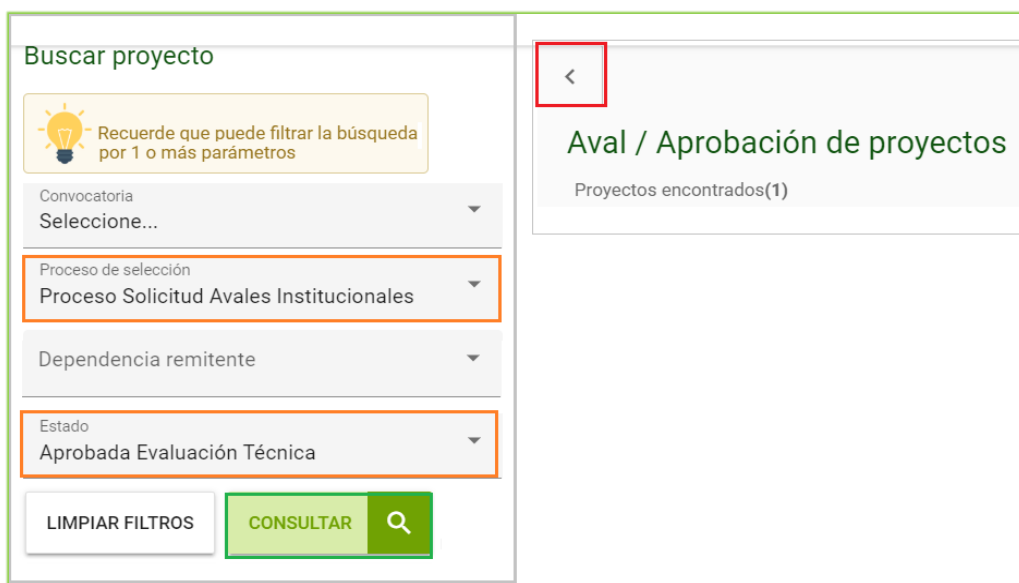 Buscar proyecto
Recuerde que puede filtrar la búsqueda
por 1 o más parámetros
Convocatoria
Seleccione...
Proceso de selección
Proceso Solicitud Avales Institucionales
Dependencia remitente
Estado
Aprobada Evaluación Técnica
LIMPIAR FILTROS
CONSULTAR
Aval / Aprobación de proyectos
Proyectos encontrados(1)